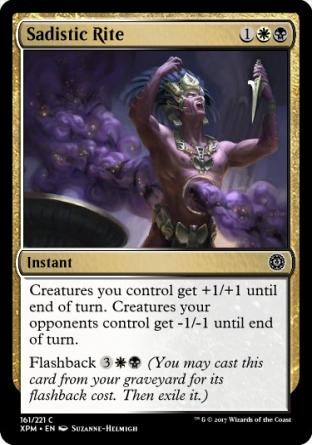 Sadistic Rite 1
Instant
Creatures you control get +1/+1 until
end of turn. Creatures your
opponents control get -1/-1 until end
of turn.
Flashback 3 (You may cast this
card from your graveyard for its
flashback cost. Then exile it.)
161/221 C
XPM • EN Suzanne-Helmigh
™ & © 2017 Wizards of the Coast